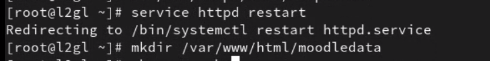 [root@l2gl ~]# service httpd restart
Redirecting to /bin/systemctl restart httpd.service
[root@l2gl ~]# mkdir /var/www/html/moodledata